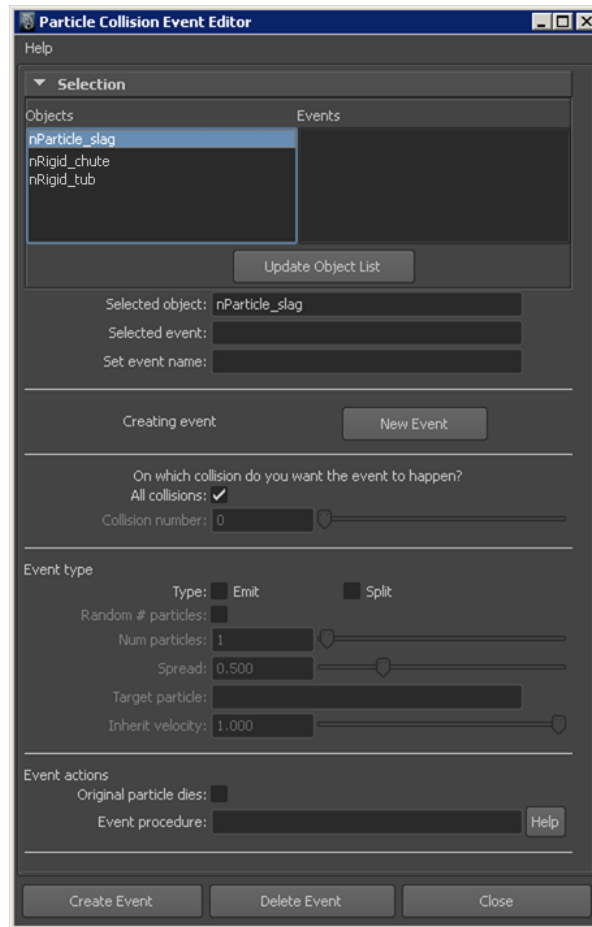 Particle Collision Event Editor
Help
Selection
Objects Events
nParticle_slag
nRigid_chute
nRigid_tub
Update Object List
Selected object: nParticle_slag
Selected event:
Set event name:
Creating event New Event
On which collision do you want the event to happen?
All collisions:
Collision number: 0
Event type
Type: Emit Split
Random # particles:
Num particles: 1
Spread: 0.500
Target particle:
Inherit velocity: 1.000
Event actions
Original particle dies:
Event procedure: Help
Create Event Delete Event Close